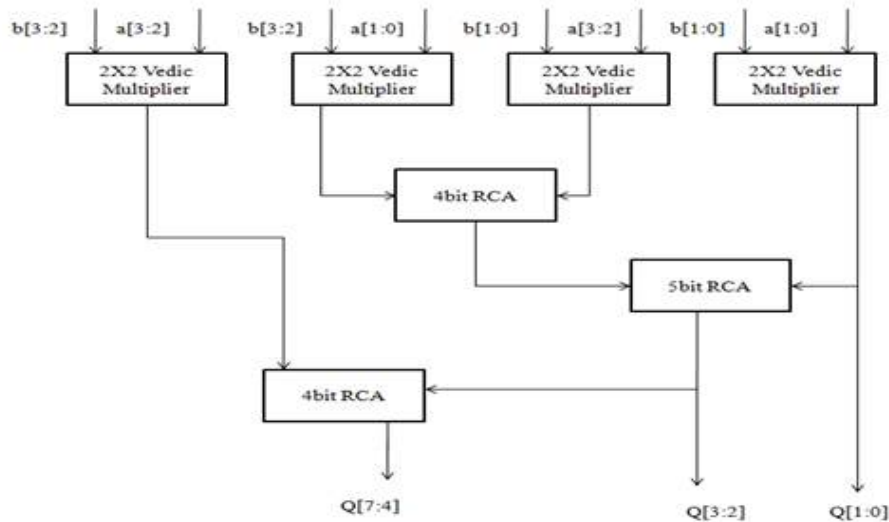 b[3:2] a[3:2] b[3:2] a[1:0] b[1:0] a[3:2] b[1:0] a[1:0]
2X2 Vedic
Multiplier
2X2 Vedic
Multiplier
2X2 Vedic
Multiplier
2X2 Vedic
Multiplier
4bit RCA
5bit RCA
4bit RCA
Q[7:4] Q[3:2] Q[1:0]